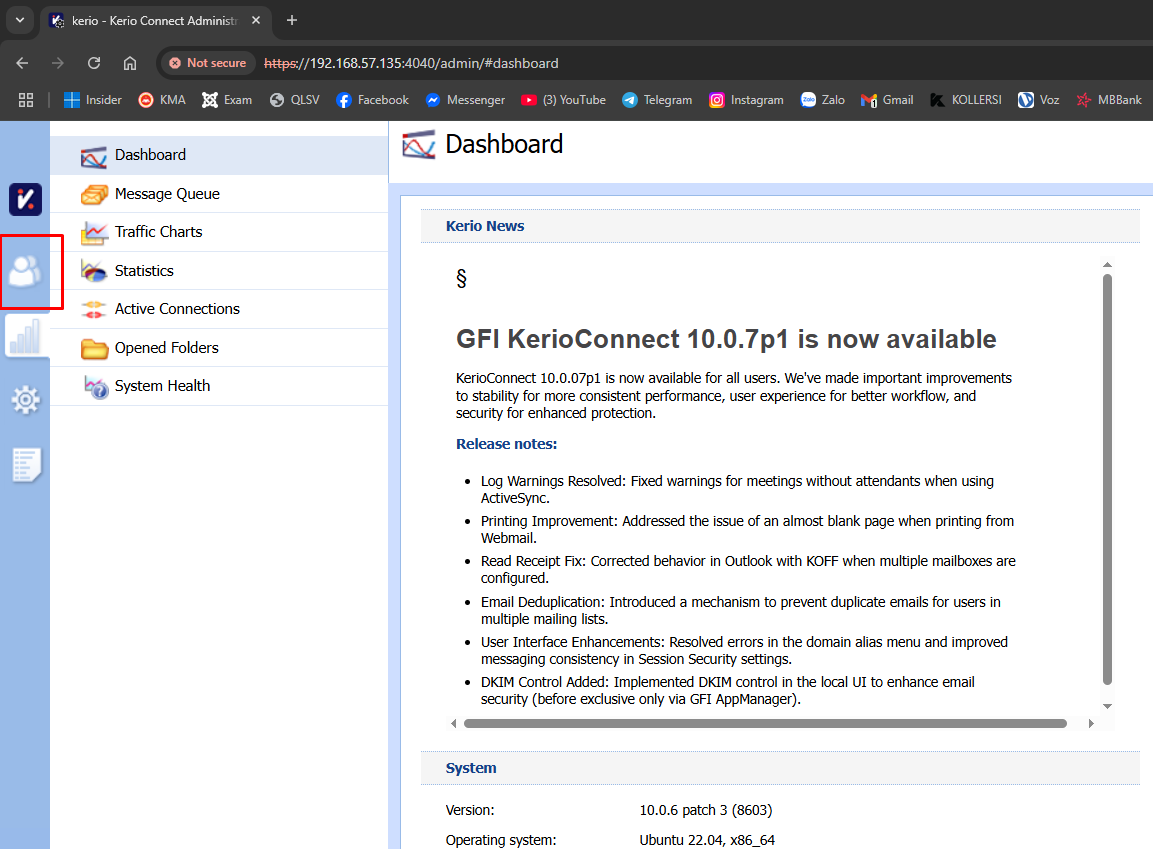 kerio - Kerio Connect Administr
Not secure
https://192.168.57.135:4040/admin/#dashboard
Insider
KMA
Exam
QLSV
Facebook
Messenger
(3) YouTube
Telegram
Instagram
Zalo
Zalo
Gmail
KOLLERSI
Voz
MBBank
Dashboard
Message Queue
Traffic Charts
Statistics
Active Connections
Opened Folders
System Health
Dashboard
Kerio News
§
GFI KerioConnect 10.0.7p1 is now available
KerioConnect 10.0.07p1 is now available for all users. We've made important improvements
to stability for more consistent performance, user experience for better workflow, and
security for enhanced protection.
Release notes:
• Log Warnings Resolved: Fixed warnings for meetings without attendants when using
ActiveSync.
• Printing Improvement: Addressed the issue of an almost blank page when printing from
Webmail.
• Read Receipt Fix: Corrected behavior in Outlook with KOFF when multiple mailboxes are
configured.
• Email Deduplication: Introduced a mechanism to prevent duplicate emails for users in
multiple mailing lists.
• User Interface Enhancements: Resolved errors in the domain alias menu and improved
messaging consistency in Session Security settings.
• DKIM Control Added: Implemented DKIM control in the local UI to enhance email
security (before exclusive only via GFI AppManager).
System
Version: 10.0.6 patch 3 (8603)
Operating system: Ubuntu 22.04, x86_64